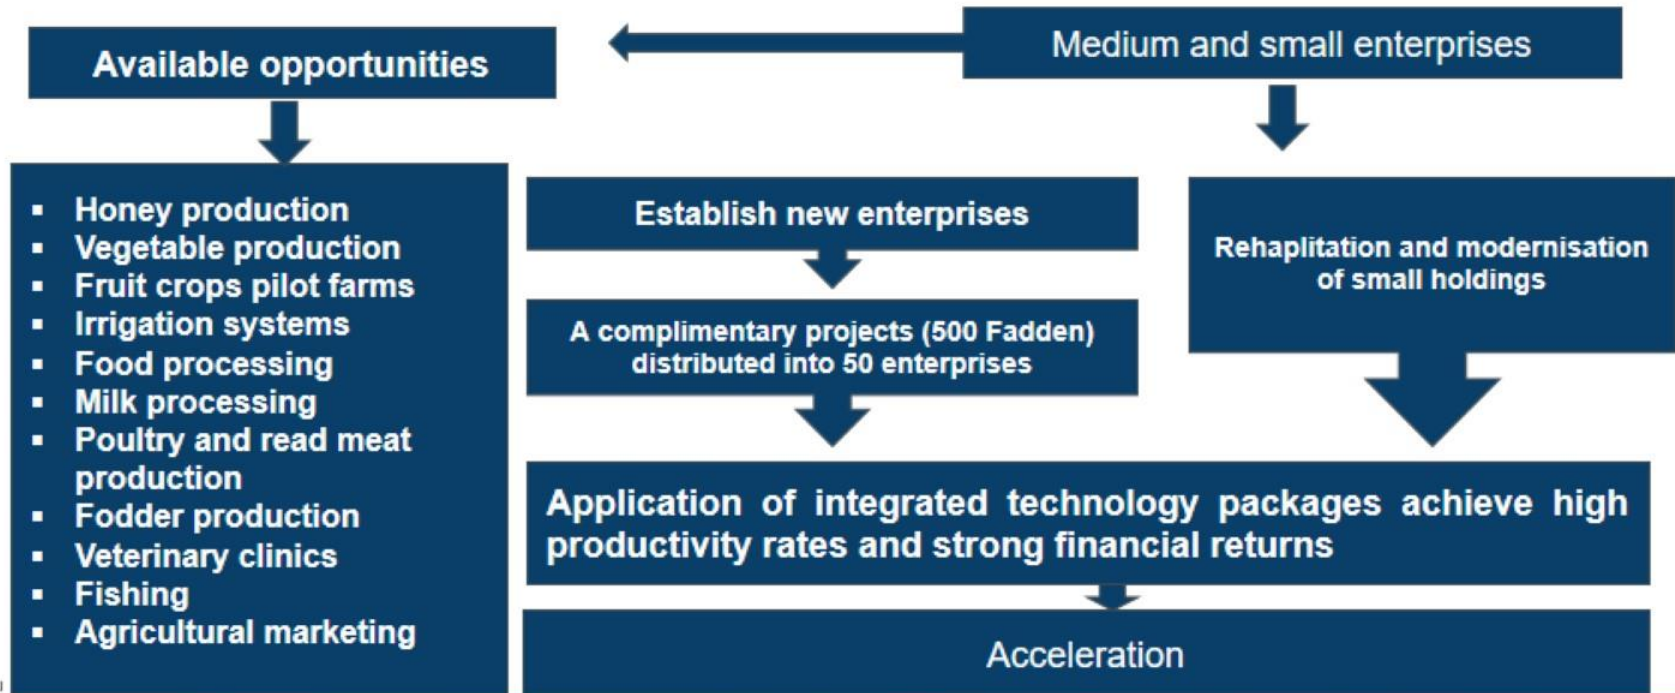 Available opportunities
Medium and small enterprises
▪ Honey production
▪ Vegetable production
▪ Fruit crops pilot farms
▪ Irrigation systems
▪ Food processing
▪ Milk processing
▪ Poultry and read meat
production
▪ Fodder production
▪ Veterinary clinics
▪ Fishing
▪ Agricultural marketing
Establish new enterprises
A complimentary projects (500 Fadden)
distributed into 50 enterprises
Rehaplitation and modernisation
of small holdings
Application of integrated technology packages achieve high
productivity rates and strong financial returns
Acceleration